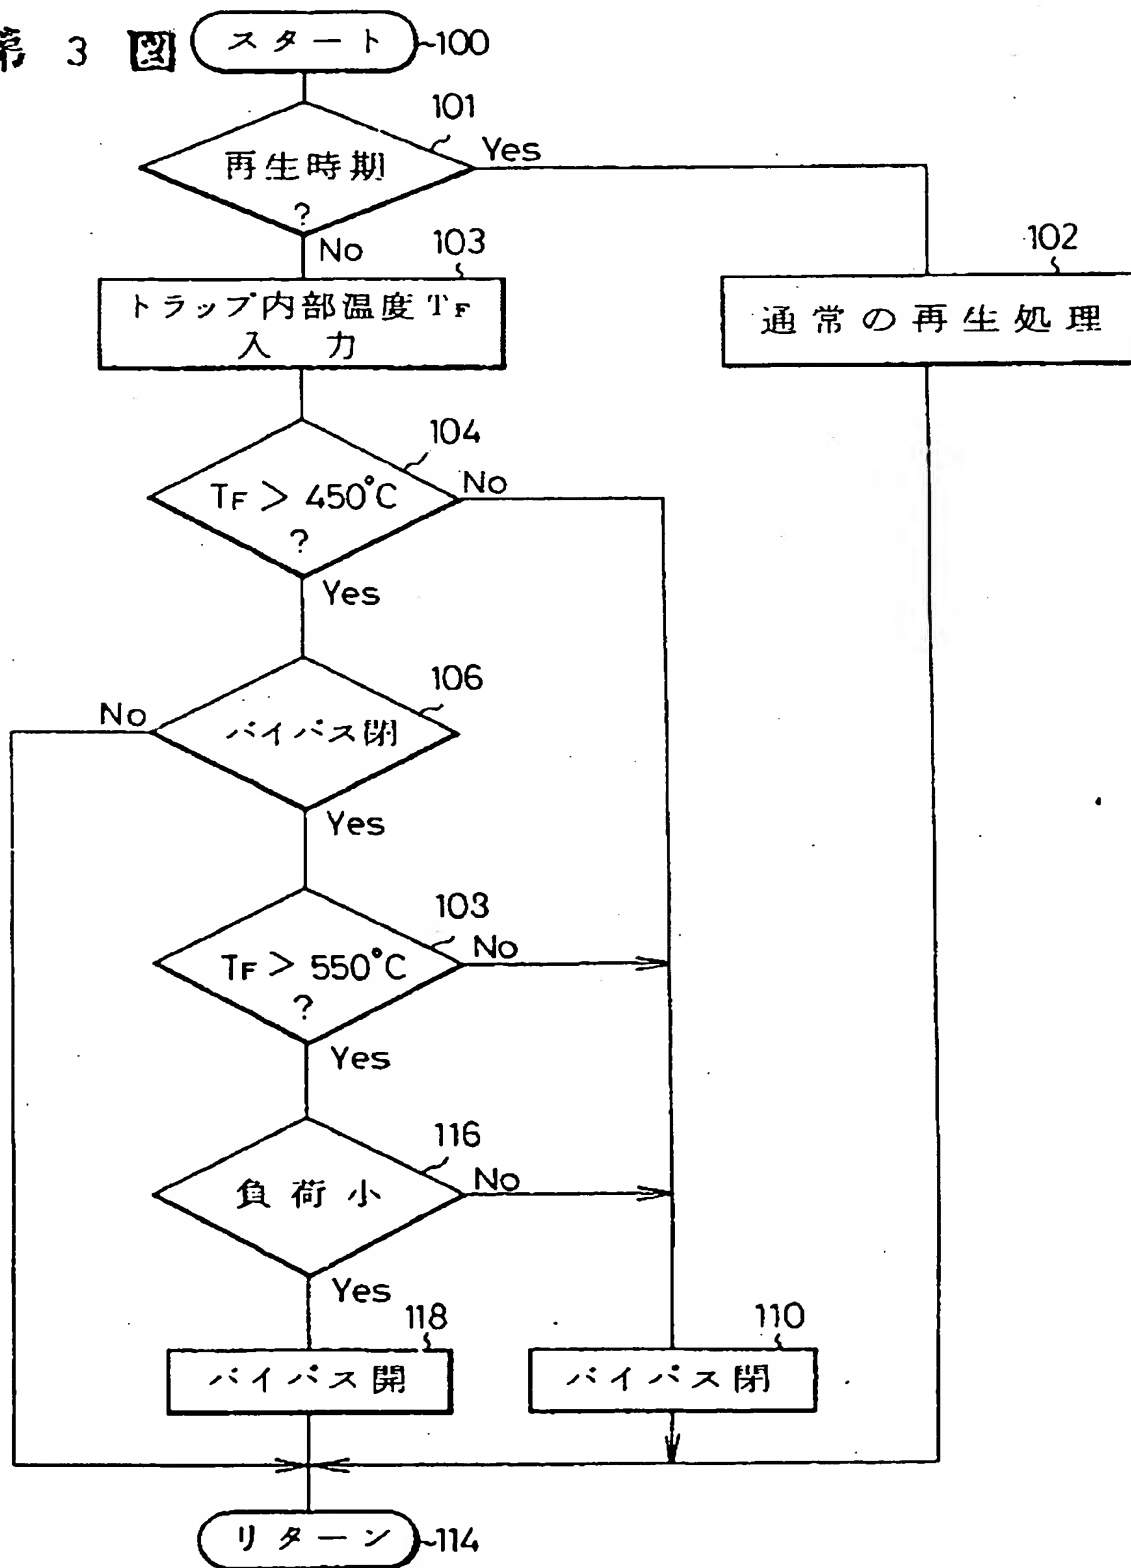 第 3 図
スタート
100
101
再生時期
?
Yes
No
103
トラップ内部温度TF
入 力
102
通常の再生処理
104
TF > 450°C
?
No
Yes
106
バイパス閉
No
Yes
103
TF > 550°C
?
No
Yes
116
負荷小
No
Yes
118
バイパス開
110
バイパス閉
リターン
114